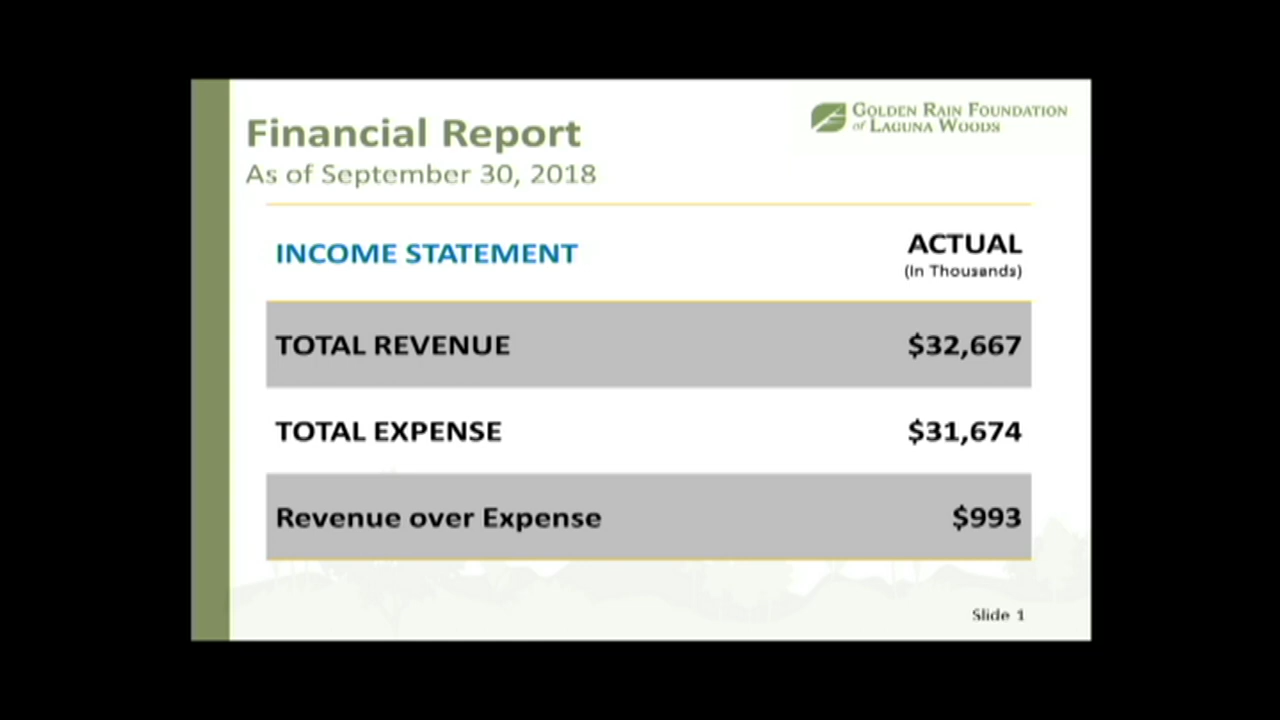 Financial Report
As of September 30, 2018
GOLDEN RAIN FOUNDATION
of LAGUNA WOODS
INCOME STATEMENT
ACTUAL
(In Thousands)
TOTAL REVENUE $32,667
TOTAL EXPENSE $31,674
Revenue over Expense $993
Slide 1